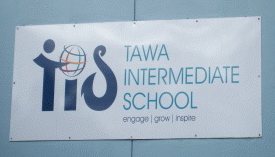 TIS
TAWA
INTERMEDIATE
SCHOOL
engage | grow | inspire